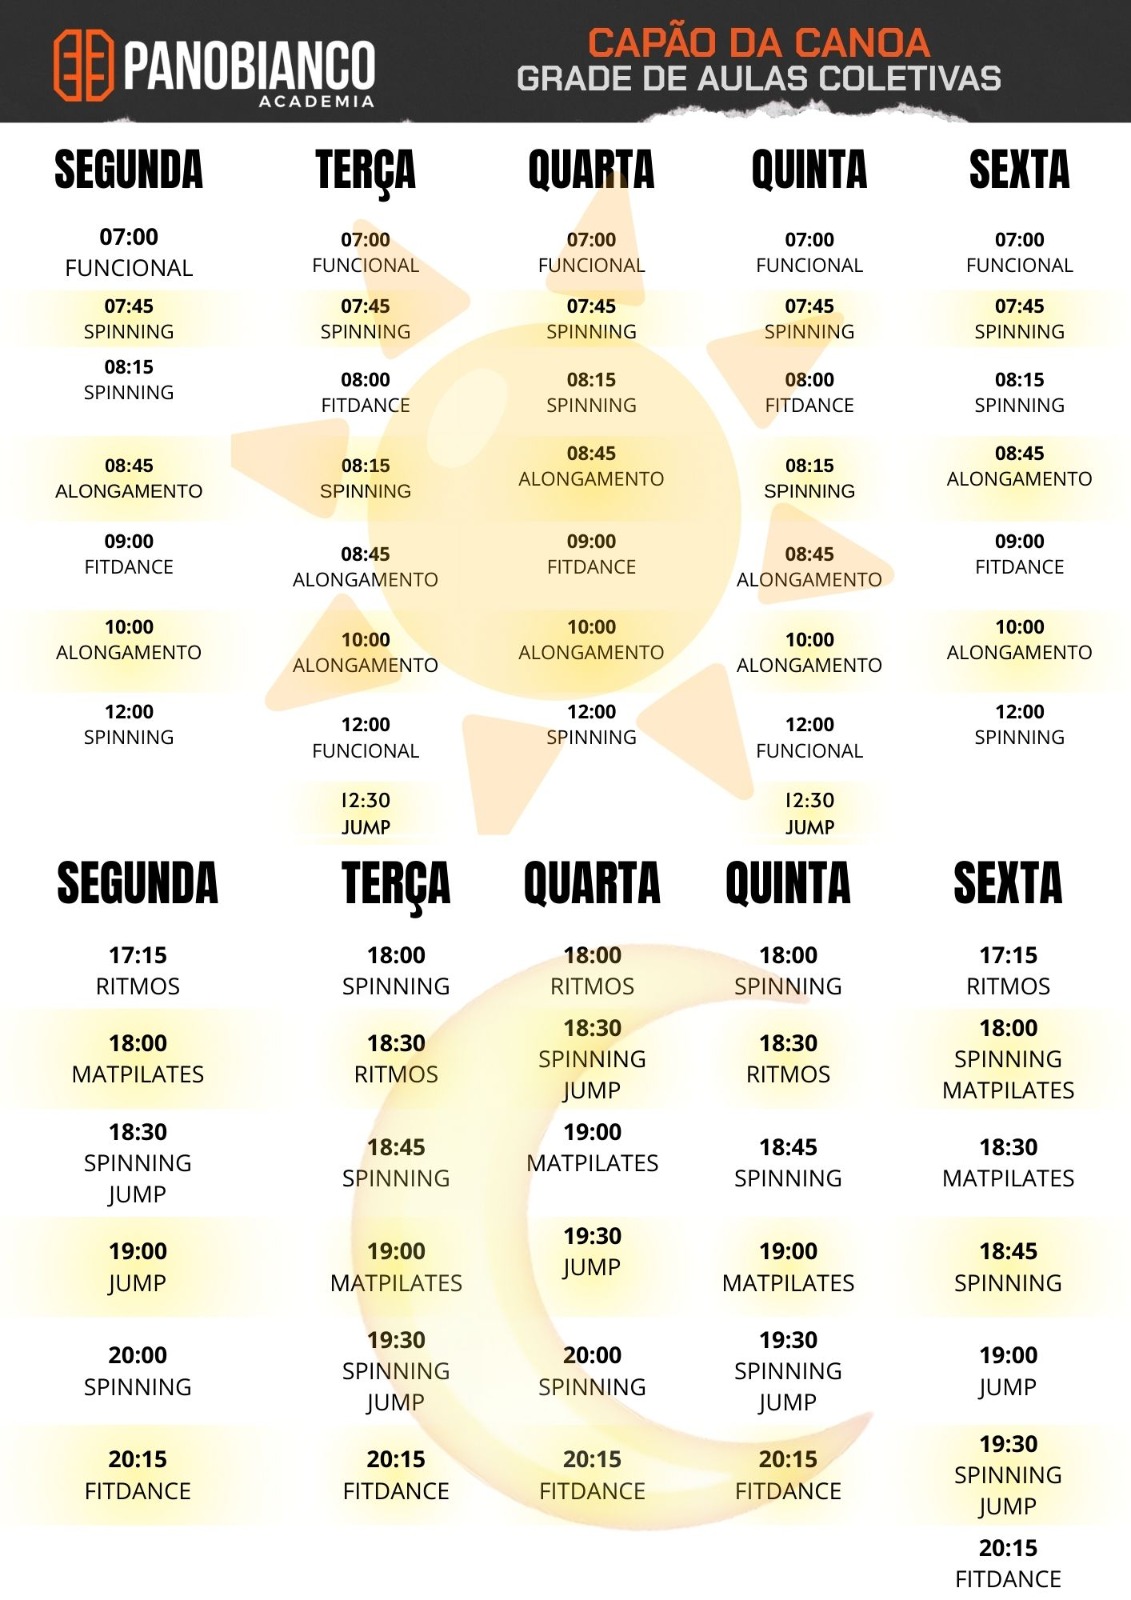 PANOBIANCO
ACADEMIA
CAPÃO DA CANOA
GRADE DE AULAS COLETIVAS
SEGUNDA
07:00
FUNCIONAL
07:45
SPINNING
08:15
SPINNING
08:45
ALONGAMENTO
09:00
FITDANCE
10:00
ALONGAMENTO
12:00
SPINNING
TERÇA
07:00
FUNCIONAL
07:45
SPINNING
08:00
FITDANCE
08:15
SPINNING
08:45
ALONGAMENTO
10:00
ALONGAMENTO
12:00
FUNCIONAL
12:30
JUMP
QUARTA
07:00
FUNCIONAL
07:45
SPINNING
08:15
SPINNING
08:45
ALONGAMENTO
09:00
FITDANCE
10:00
ALONGAMENTO
12:00
SPINNING
QUINTA
07:00
FUNCIONAL
07:45
SPINNING
08:00
FITDANCE
08:15
SPINNING
08:45
ALONGAMENTO
10:00
ALONGAMENTO
12:00
FUNCIONAL
12:30
JUMP
SEXTA
07:00
FUNCIONAL
07:45
SPINNING
08:15
SPINNING
08:45
ALONGAMENTO
09:00
FITDANCE
10:00
ALONGAMENTO
12:00
SPINNING
SEGUNDA
17:15
RITMOS
18:00
MATPILATES
18:30
SPINNING
JUMP
19:00
JUMP
20:00
SPINNING
20:15
FITDANCE
TERÇA
18:00
SPINNING
18:30
RITMOS
18:45
SPINNING
19:00
MATPILATES
19:30
SPINNING
JUMP
20:15
FITDANCE
QUARTA
18:00
RITMOS
18:30
SPINNING
JUMP
19:00
MATPILATES
19:30
JUMP
20:00
SPINNING
20:15
FITDANCE
QUINTA
18:00
SPINNING
18:30
RITMOS
18:45
SPINNING
19:00
MATPILATES
19:30
SPINNING
JUMP
20:15
FITDANCE
SEXTA
17:15
RITMOS
18:00
SPINNING
MATPILATES
18:30
MATPILATES
18:45
SPINNING
19:00
JUMP
19:30
SPINNING
JUMP
20:15
FITDANCE